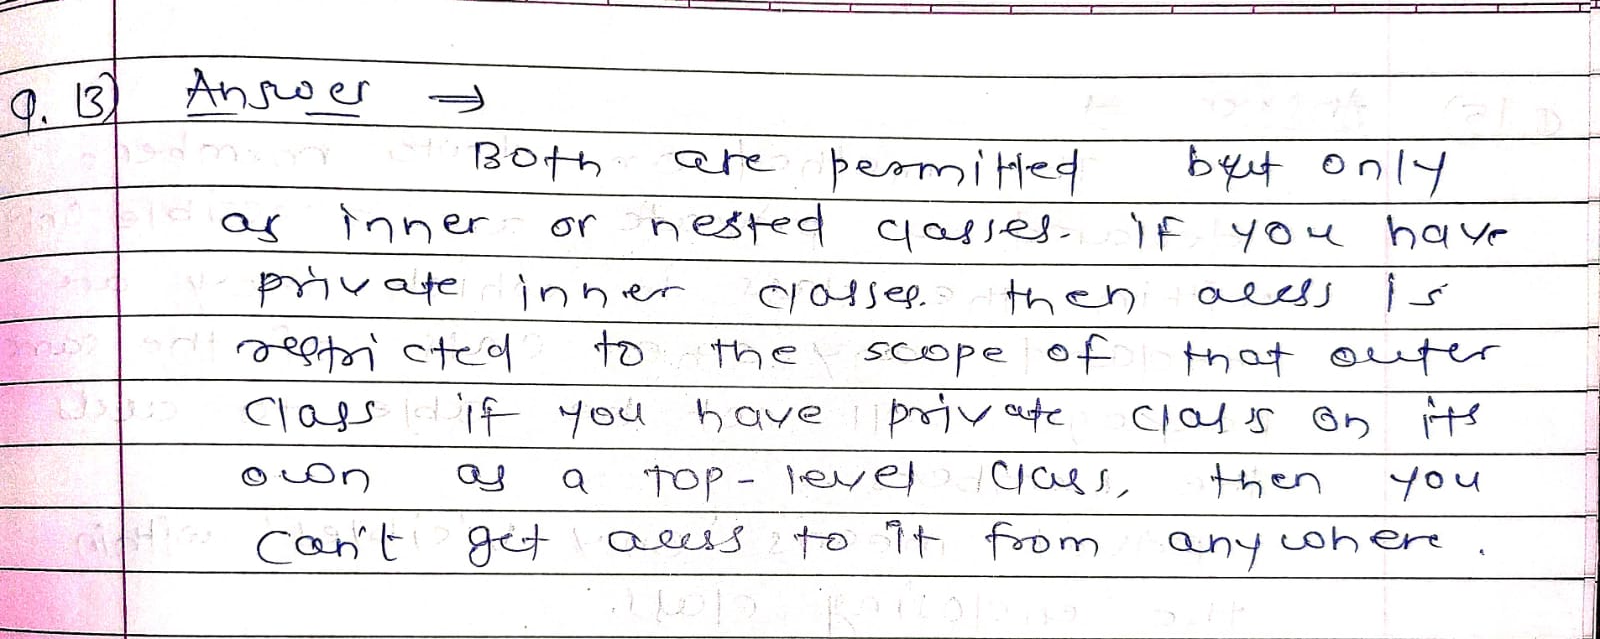 Q. 13) Answer ⇒
Both are permitted but only
as inner or nested classes. if you have
private inner classes. then acess is
restricted to the scope of that outer
Class if you have private class on its
own as a top-level class, then you
can't get acess to it from anywhere.